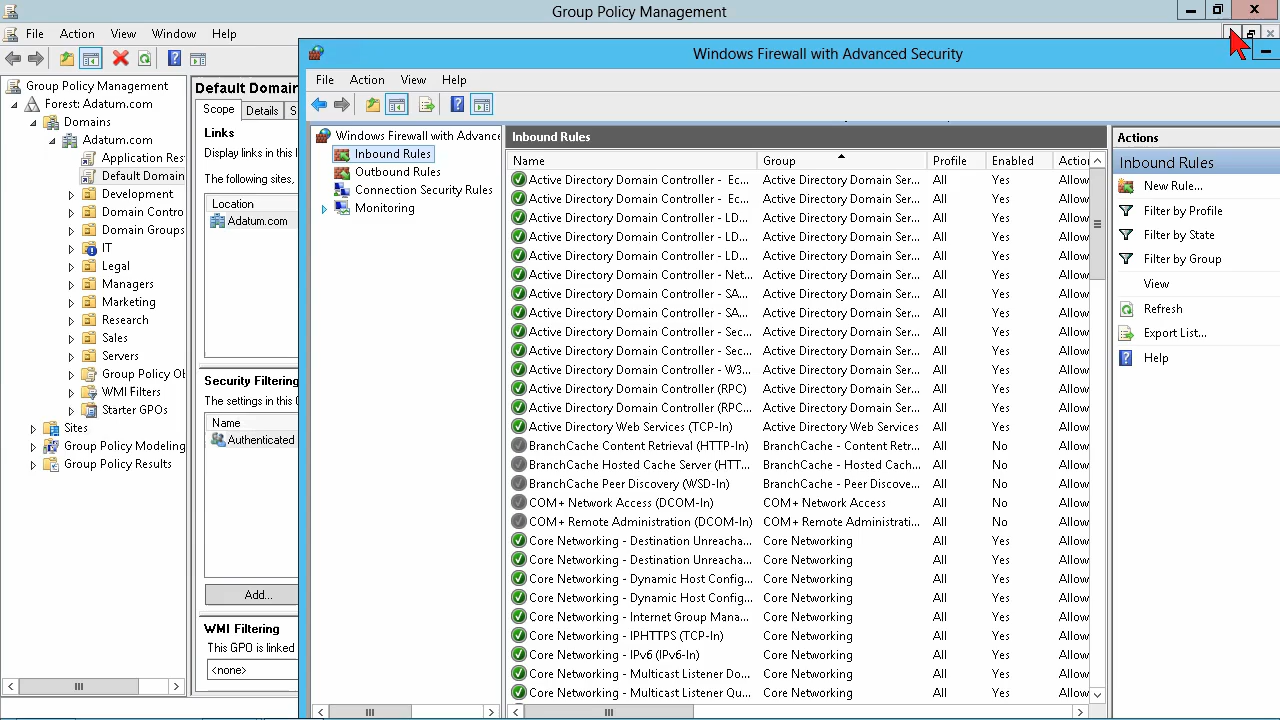 Group Policy Management
File Action View Window Help
Group Policy Management
Forest: Adatum.com
Domains
Adatum.com
Application Res
Default Domain
Development
Domain Contro
Domain Groups
IT
Legal
Managers
Marketing
Research
Sales
Servers
Group Policy Ob
WMI Filters
Starter GPOs
Sites
Group Policy Modeling
Group Policy Results
Default Domain
Scope Details S
Links
Display links in this l
The following sites,
Location
Adatum.com
Security Filtering
The settings in this G
Name
Authenticated
Add...
WMI Filtering
This GPO is linked
<none>
Windows Firewall with Advanced Security
File Action View Help
Windows Firewall with Advance
Inbound Rules
Outbound Rules
Connection Security Rules
Monitoring
Inbound Rules
Name Group Profile Enabled Action
Active Directory Domain Controller - Ec... Active Directory Domain Ser... All Yes Allow
Active Directory Domain Controller - Ec... Active Directory Domain Ser... All Yes Allow
Active Directory Domain Controller - LD... Active Directory Domain Ser... All Yes Allow
Active Directory Domain Controller - LD... Active Directory Domain Ser... All Yes Allow
Active Directory Domain Controller - LD... Active Directory Domain Ser... All Yes Allow
Active Directory Domain Controller - Net... Active Directory Domain Ser... All Yes Allow
Active Directory Domain Controller - SA... Active Directory Domain Ser... All Yes Allow
Active Directory Domain Controller - SA... Active Directory Domain Ser... All Yes Allow
Active Directory Domain Controller - Sec... Active Directory Domain Ser... All Yes Allow
Active Directory Domain Controller - Sec... Active Directory Domain Ser... All Yes Allow
Active Directory Domain Controller - W3... Active Directory Domain Ser... All Yes Allow
Active Directory Domain Controller (RPC) Active Directory Domain Ser... All Yes Allow
Active Directory Domain Controller (RPC... Active Directory Domain Ser... All Yes Allow
Active Directory Web Services (TCP-In) Active Directory Web Services All Yes Allow
BranchCache Content Retrieval (HTTP-In) BranchCache - Content Retr... All No Allow
BranchCache Hosted Cache Server (HTT... BranchCache - Hosted Cach... All No Allow
BranchCache Peer Discovery (WSD-In) BranchCache - Peer Discove... All No Allow
COM+ Network Access (DCOM-In) COM+ Network Access All No Allow
COM+ Remote Administration (DCOM-In) COM+ Remote Administrati... All No Allow
Core Networking - Destination Unreacha... Core Networking All Yes Allow
Core Networking - Destination Unreacha... Core Networking All Yes Allow
Core Networking - Dynamic Host Config... Core Networking All Yes Allow
Core Networking - Dynamic Host Config... Core Networking All Yes Allow
Core Networking - Internet Group Mana... Core Networking All Yes Allow
Core Networking - IPHTTPS (TCP-In) Core Networking All Yes Allow
Core Networking - IPv6 (IPv6-In) Core Networking All Yes Allow
Core Networking - Multicast Listener Do... Core Networking All Yes Allow
Core Networking - Multicast Listener Qu... Core Networking All Yes Allow
Actions
Inbound Rules
New Rule...
Filter by Profile
Filter by State
Filter by Group
View
Refresh
Export List...
Help